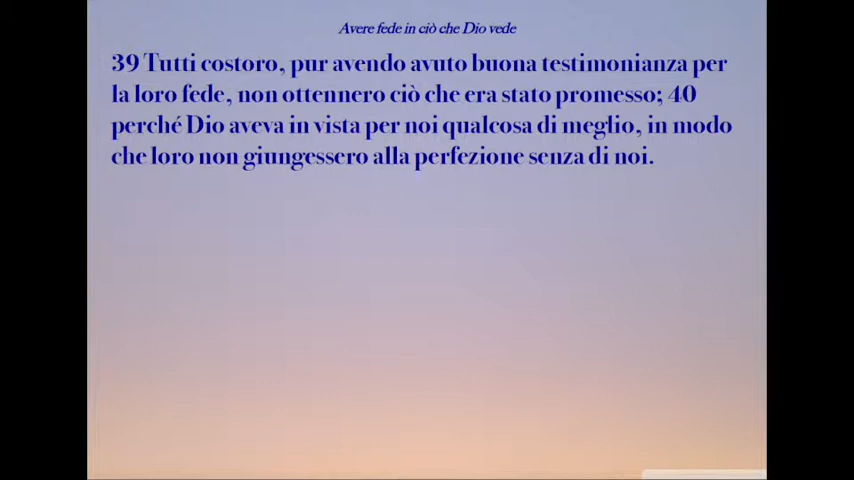 Avere fede in ciò che Dio vede
39 Tutti costoro, pur avendo avuto buona testimonianza per
la loro fede, non ottennero ciò che era stato promesso; 40
perché Dio aveva in vista per noi qualcosa di meglio, in modo
che loro non giungessero alla perfezione senza di noi.